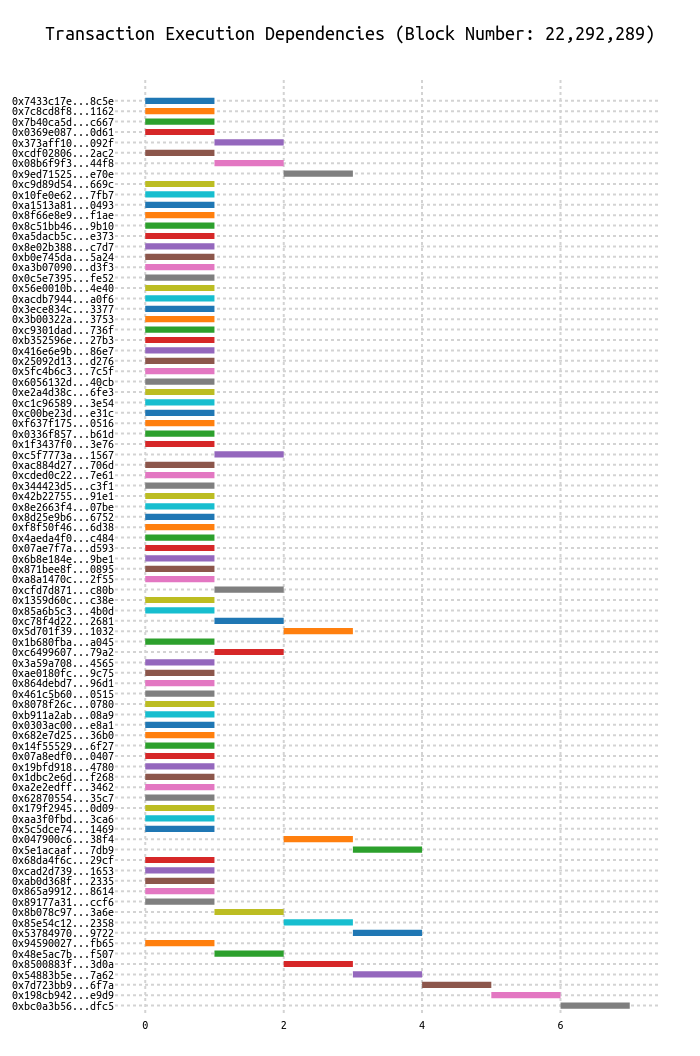 Transaction Execution Dependencies (Block Number: 22,292,289)
0x7433c17e...8c5e
0x7c8cd8f8...1162
0x7b40ca5d...c667
0x0369e087...0d61
0x373aff10...092f
0xcdf02806...2ac2
0x08b6f9f3...44f8
0x9ed71525...e70e
0xc9d89d54...669c
0x10fe0e62...7fb7
0xa1513a81...0493
0x8f66e8e9...f1ae
0x8c51bb46...9b10
0xa5dacb5c...e373
0x8e02b388...c7d7
0xb0e745da...5a24
0xa3b07090...d3f3
0x0c5e7395...fe52
0x56e0010b...4e40
0xacdb7944...a0f6
0x3ece834c...3377
0x3b00322a...3753
0xc9301dad...736f
0xb352596e...27b3
0x416e6e9b...86e7
0x25092d13...d276
0x5fc4b6c3...7c5f
0x6056132d...40cb
0xe2a4d38c...6fe3
0xc1c96589...3e54
0xc00be23d...e31c
0xf637f175...0516
0x0336f857...b61d
0x1f3437f0...3e76
0xc5f7773a...1567
0xac884d27...706d
0xcded0c22...7e61
0x344423d5...c3f1
0x42b22755...91e1
0x8e2663f4...07be
0x8d25e9b6...6752
0xf8f50f46...6d38
0x4aeda4f0...c484
0x07ae7f7a...d593
0x6b8e184e...9be1
0x871bee8f...0895
0xa8a1470c...2f55
0xcfd7d871...c80b
0x1359d60c...c38e
0x85a6b5c3...4b0d
0xc78f4d22...2681
0x5d701f39...1032
0x1b680fba...a045
0xc6499607...79a2
0x3a59a708...4565
0xae0180fc...9c75
0x864debd7...96d1
0x461c5b60...0515
0x8078f26c...0780
0xb911a2ab...08a9
0x0303ac00...e8a1
0x682e7d25...36b0
0x14f55529...6f27
0x07a8edf0...0407
0x19bfd918...4780
0x1dbc2e6d...f268
0xa2e2edff...3462
0x62870554...35c7
0x179f2945...0d09
0xaa3f0fbd...3ca6
0x5c5dce74...1469
0x047900c6...38f4
0x5e1acaaf...7db9
0x68da4f6c...29cf
0xcad2d739...1653
0xab0d368f...2335
0x865a9912...8614
0x89177a31...ccf6
0x8b078c97...3a6e
0x85e54c12...2358
0x53784970...9722
0x94590027...fb65
0x48e5ac7b...f507
0x8500883f...3d0a
0x54883b5e...7a62
0x7d723bb9...6f7a
0x198cb942...e9d9
0xbc0a3b56...dfc5
0 2 4 6